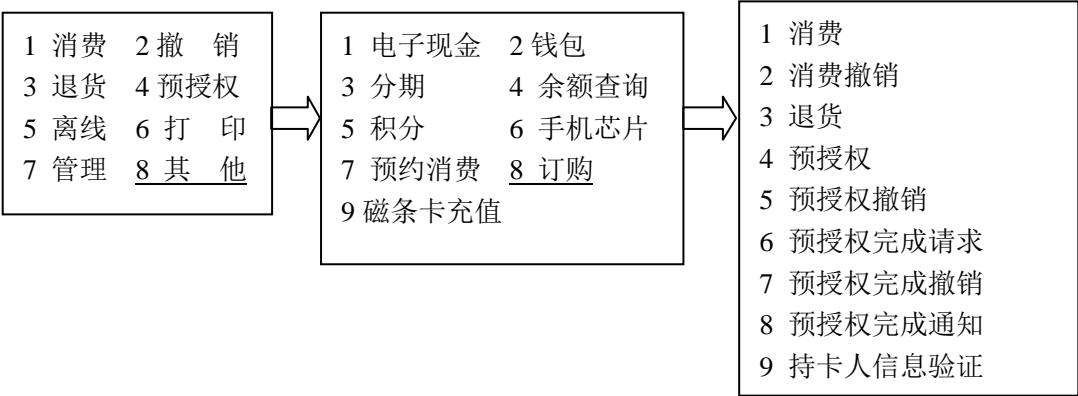 1 消费 2 撤 销
3 退货 4 预授权
5 离线 6 打 印
7 管理 8 其 他
1 电子现金 2 钱包
3 分期 4 余额查询
5 积分 6 手机芯片
7 预约消费 8 订购
9 磁条卡充值
1 消费
2 消费撤销
3 退货
4 预授权
5 预授权撤销
6 预授权完成请求
7 预授权完成撤销
8 预授权完成通知
9 持卡人信息验证